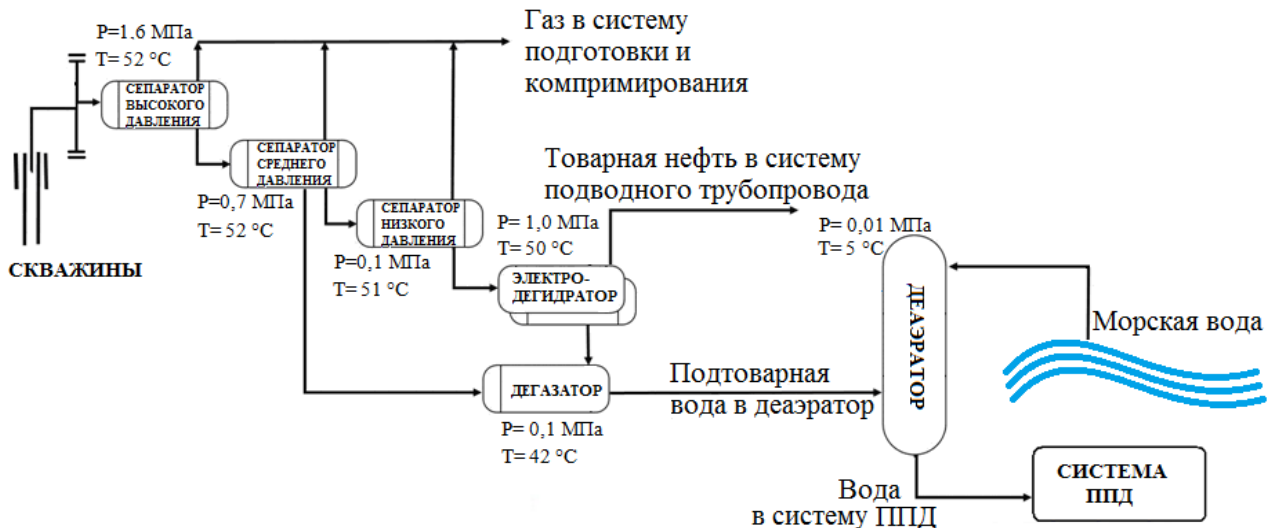 P=1,6 МПа
T= 52 °C
СЕПАРАТОР
ВЫСОКОГО
ДАВЛЕНИЯ
Газ в систему
подготовки и
компримирования
СЕПАРАТОР
СРЕДНЕГО
ДАВЛЕНИЯ
P=0,7 МПа
T= 52 °C
СЕПАРАТОР
НИЗКОГО
ДАВЛЕНИЯ
P=0,1 МПа
T= 51 °C
Товарная нефть в систему
подводного трубопровода
P= 1,0 МПа
T= 50 °C
ЭЛЕКТРО-
ДЕГИДРАТОР
P= 0,01 МПа
T= 5 °C
ДЕАЭРАТОР
Морская вода
СКВАЖИНЫ
ДЕГАЗАТОР
P= 0,1 МПа
T= 42 °C
Подтоварная
вода в деаэратор
Вода
в систему ППД
СИСТЕМА
ППД